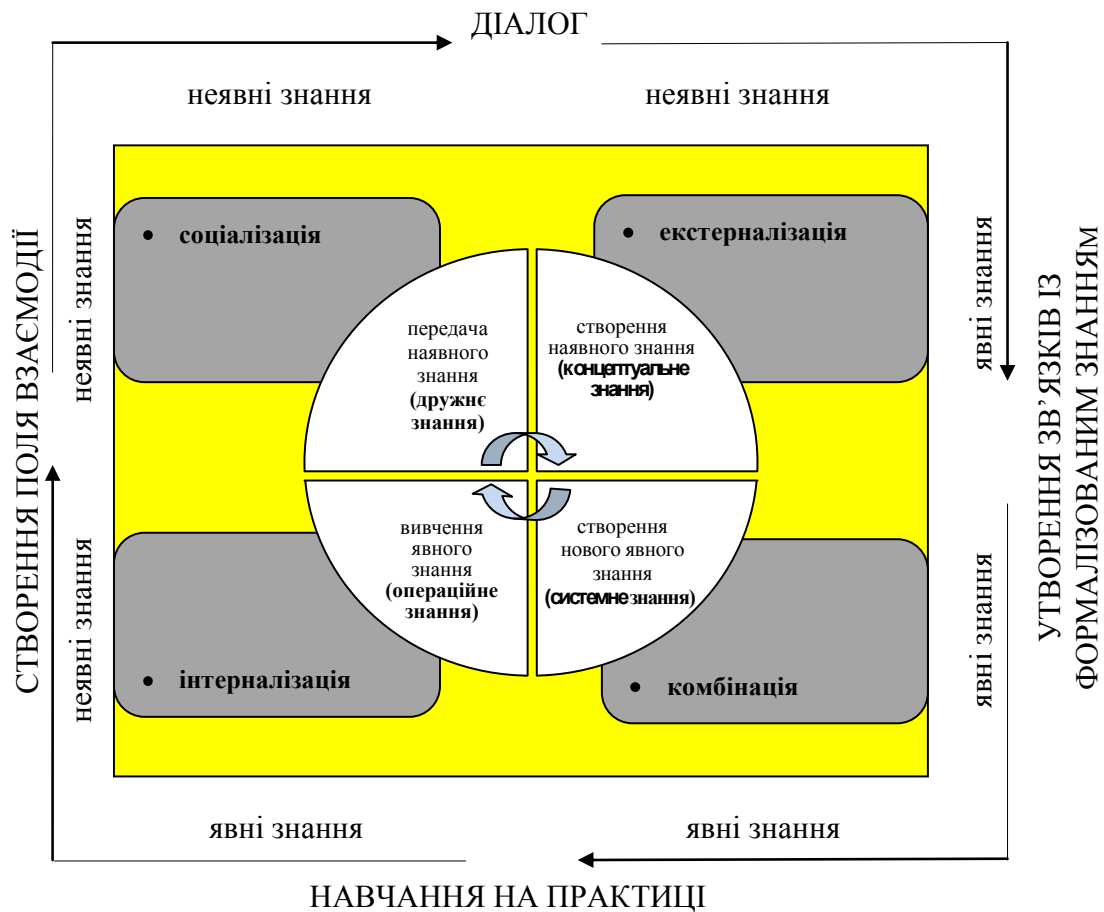 ДІАЛОГ
неявні знання
неявні знання
СТВОРЕННЯ ПОЛЯ ВЗАЄМОДІЇ
неявні знання
• соціалізація
• екстерналізація
явні знання
УТВОРЕННЯ ЗВ’ЯЗКІВ ІЗ
ФОРМАЛІЗОВАНИМ ЗНАННЯМ
передача
наявного
знання
(дружнє
знання)
створення
наявного знання
(концептуальне
знання)
вивчення
явного
знання
(операційне
знання)
створення
нового явного
знання
(системне знання)
неявні знання
• інтерналізація
• комбінація
явні знання
явні знання
явні знання
НАВЧАННЯ НА ПРАКТИЦІ